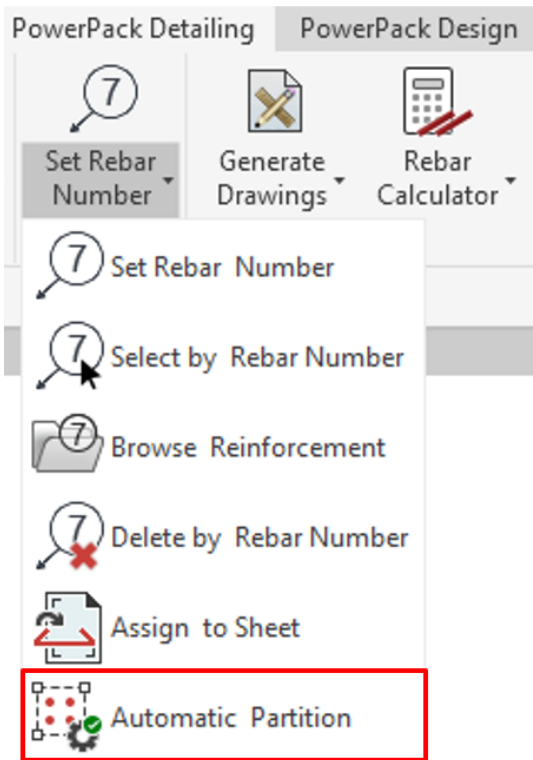 PowerPack Detailing PowerPack Design
7
Set Rebar Number
Generate Drawings
Rebar Calculator
7 Set Rebar Number
7 Select by Rebar Number
7 Browse Reinforcement
7 Delete by Rebar Number
Assign to Sheet
Automatic Partition